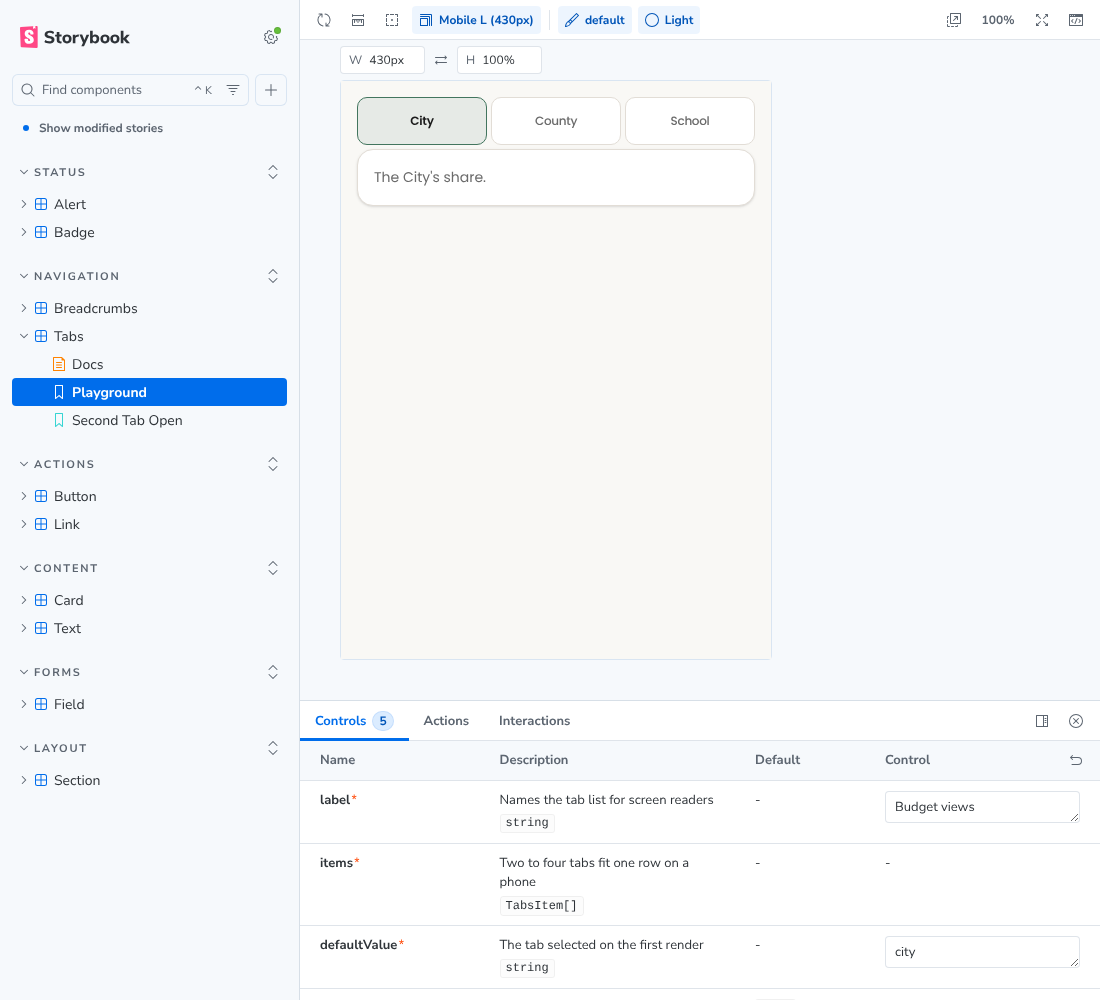 Storybook
Find components
^ K
Show modified stories
STATUS
Alert
Badge
NAVIGATION
Breadcrumbs
Tabs
Docs
Playground
Second Tab Open
ACTIONS
Button
Link
CONTENT
Card
Text
FORMS
Field
LAYOUT
Section
Mobile L (430px)
default
Light
100%
W 430px
H 100%
City
County
School
The City's share.
Controls 5
Actions
Interactions
Name Description Default Control
label* Names the tab list for screen readers - Budget views
string
items* Two to four tabs fit one row on a - -
phone
TabsItem[]
defaultValue* The tab selected on the first render - city
string